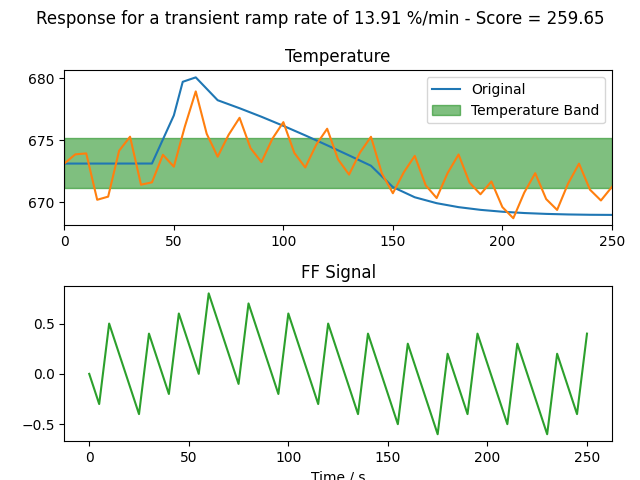 Response for a transient ramp rate of 13.91 %/min - Score = 259.65
Temperature
680
675
670
Original
Temperature Band
0 50 100 150 200 250
FF Signal
0.5
0.0
−0.5
0 50 100 150 200 250
Time / s